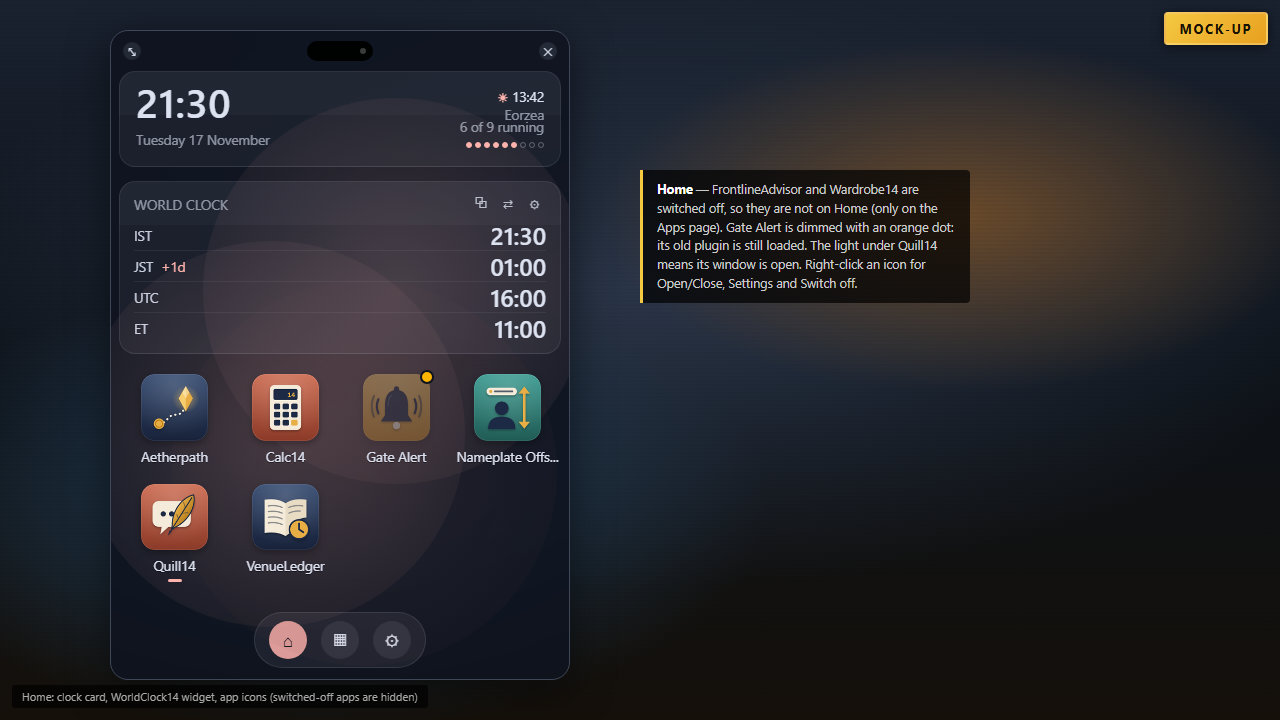 MOCK-UP
21:30
13:42
Eorzea
6 of 9 running
Tuesday 17 November
WORLD CLOCK
IST 21:30
JST +1d 01:00
UTC 16:00
ET 11:00
14
Aetherpath Calc14 Gate Alert Nameplate Offs...
Quill14 VenueLedger
Home — FrontlineAdvisor and Wardrobe14 are
switched off, so they are not on Home (only on the
Apps page). Gate Alert is dimmed with an orange dot:
its old plugin is still loaded. The light under Quill14
means its window is open. Right-click an icon for
Open/Close, Settings and Switch off.
Home: clock card, WorldClock14 widget, app icons (switched-off apps are hidden)